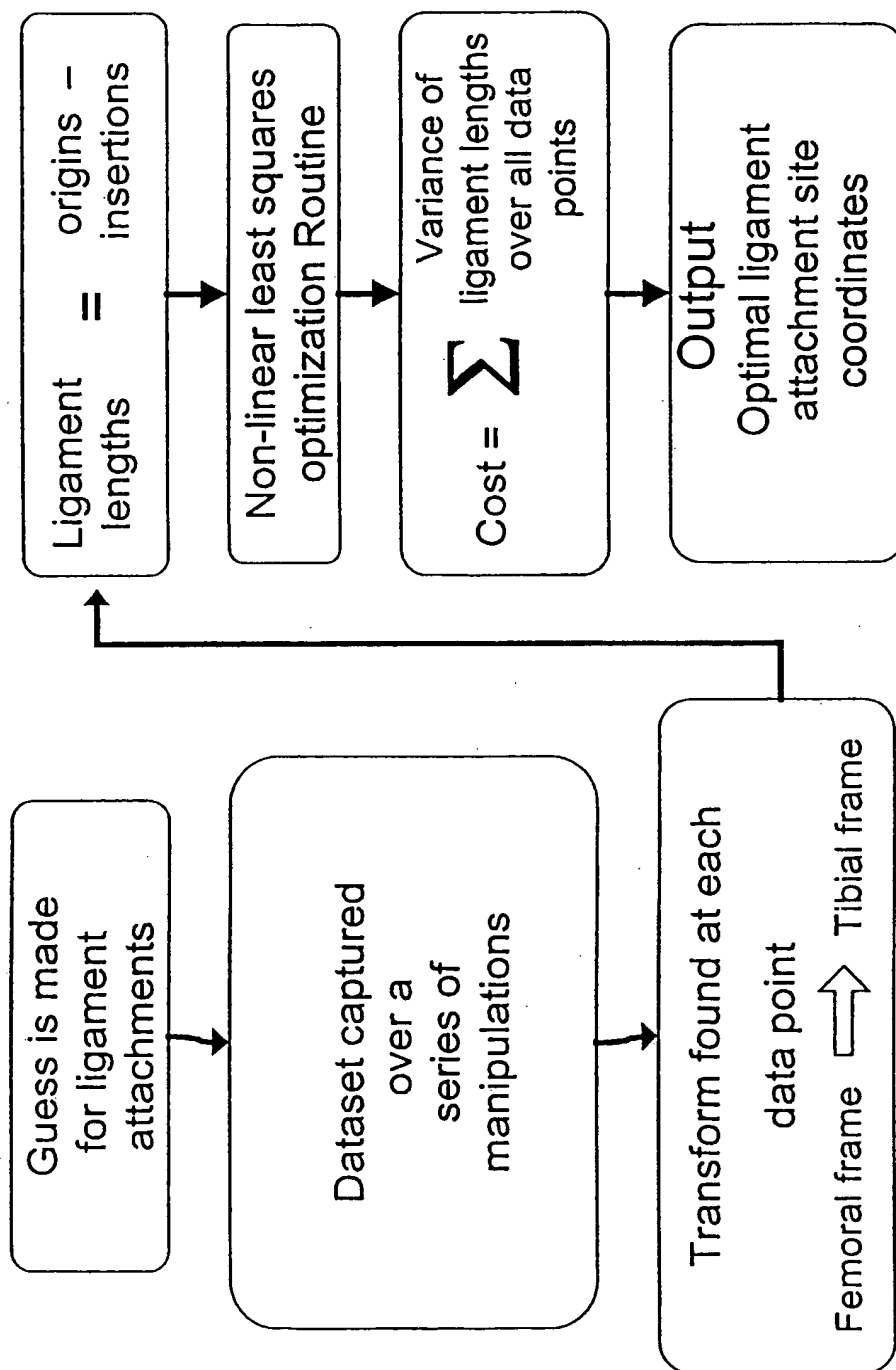 Guess is made
for ligament
attachments
Dataset captured
over a
series of
manipulations
Transform found at each
data point
Femoral frame ⇨ Tibial frame
Ligament lengths = origins – insertions
Non-linear least squares
optimization Routine
Cost = ∑ Variance of
ligament lengths
over all data
points
Output
Optimal ligament
attachment site
coordinates